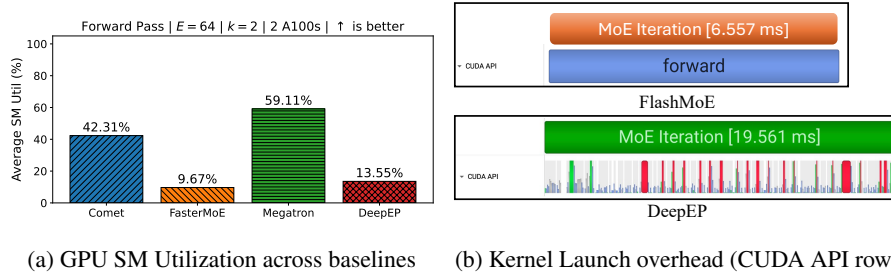 Forward Pass | E = 64 | k = 2 | 2 A100s | ↑ is better
Average SM Util (%)
100
80
60
40
20
0
42.31%
9.67%
59.11%
13.55%
Comet
FasterMoE
Megatron
DeepEP
(a) GPU SM Utilization across baselines
MoE Iteration [6.557 ms]
CUDA API
forward
FlashMoE
MoE Iteration [19.561 ms]
CUDA API
DeepEP
(b) Kernel Launch overhead (CUDA API row